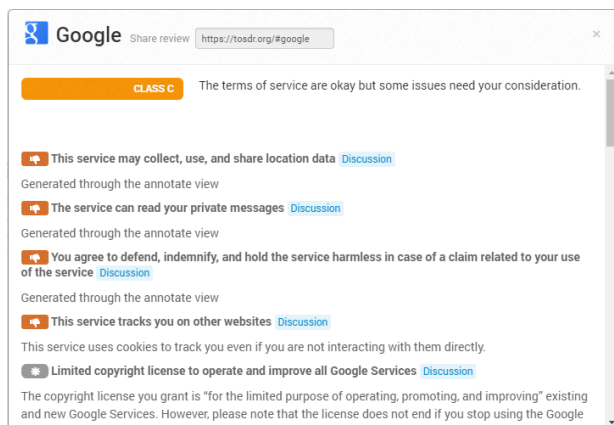 Google Share review https://tosdr.org/#google ×
CLASS C The terms of service are okay but some issues need your consideration.
This service may collect, use, and share location data Discussion
Generated through the annotate view
The service can read your private messages Discussion
Generated through the annotate view
You agree to defend, indemnify, and hold the service harmless in case of a claim related to your use
of the service Discussion
Generated through the annotate view
This service tracks you on other websites Discussion
This service uses cookies to track you even if you are not interacting with them directly.
Limited copyright license to operate and improve all Google Services Discussion
The copyright license you grant is “for the limited purpose of operating, promoting, and improving” existing
and new Google Services. However, please note that the license does not end if you stop using the Google